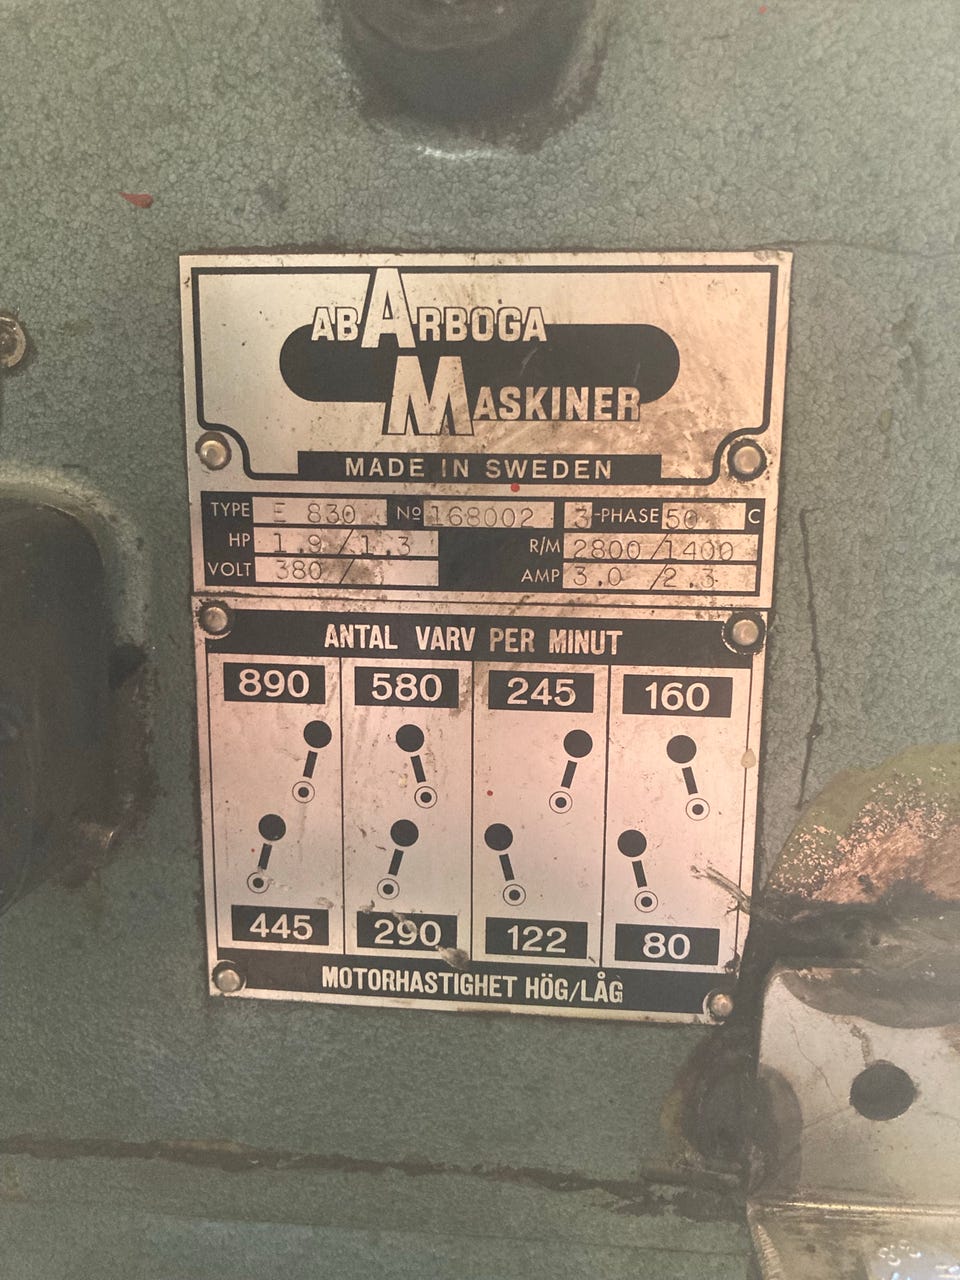 AB ARBOGA
MASKINER
MADE IN SWEDEN
TYPE E 830 Nº 168002 3-PHASE 50 C
HP 1.9/1.3 R/M 2800/1400
VOLT 380/ AMP 3.0/2.3
ANTAL VARV PER MINUT
890 580 245 160
445 290 122 80
MOTORHASTIGHET HÖG/LÅG